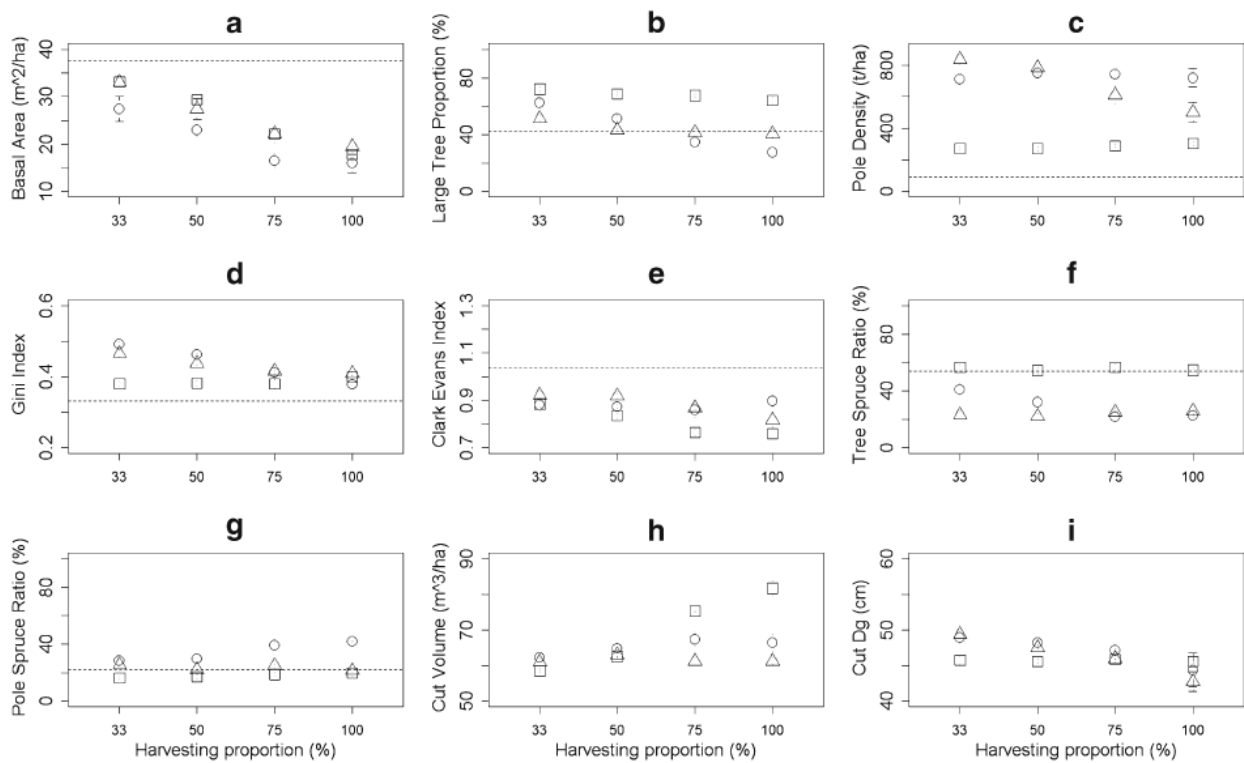 a
Basal Area (m^2/ha)
40
30
20
10
33 50 75 100
b
Large Tree Proportion (%)
80
40
0
33 50 75 100
c
Pole Density (t/ha)
800
400
0
33 50 75 100
d
Gini Index
0.6
0.4
0.2
33 50 75 100
e
Clark Evans Index
1.3
1.1
0.9
0.7
33 50 75 100
f
Tree Spruce Ratio (%)
80
40
0
33 50 75 100
g
Pole Spruce Ratio (%)
80
40
0
33 50 75 100
Harvesting proportion (%)
h
Cut Volume (m^3/ha)
90
70
50
33 50 75 100
Harvesting proportion (%)
i
Cut Dg (cm)
60
50
40
33 50 75 100
Harvesting proportion (%)